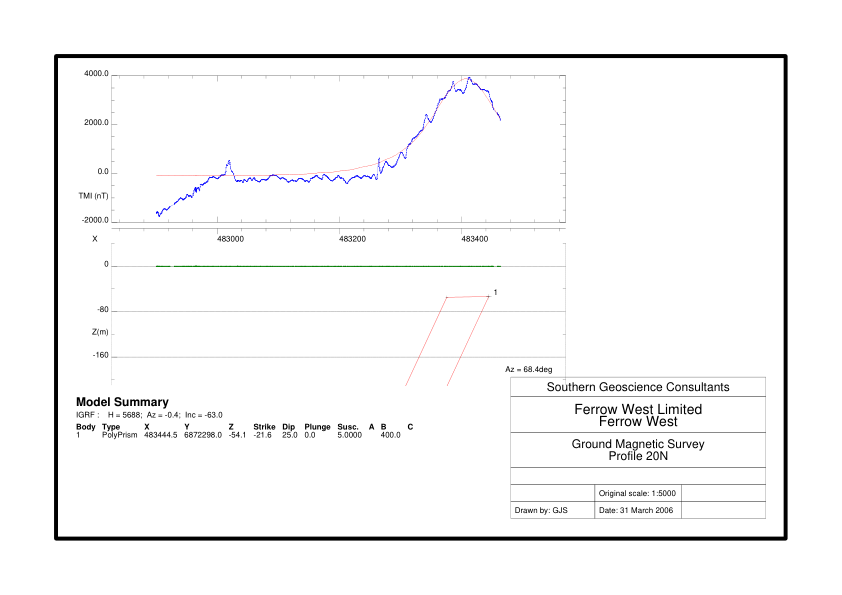 4000.0
2000.0
0.0
TMI (nT)
-2000.0
X
483000
483200
483400
0
1
-80
Z(m)
-160
Az = 68.4deg
Model Summary
IGRF : H = 5688; Az = -0.4; Inc = -63.0
Body Type X Y Z Strike Dip Plunge Susc. A B C
1 PolyPrism 483444.5 6872298.0 -54.1 -21.6 25.0 0.0 5.0000 400.0
Southern Geoscience Consultants
Ferrow West Limited
Ferrow West
Ground Magnetic Survey
Profile 20N
Original scale: 1:5000
Drawn by: GJS
Date: 31 March 2006